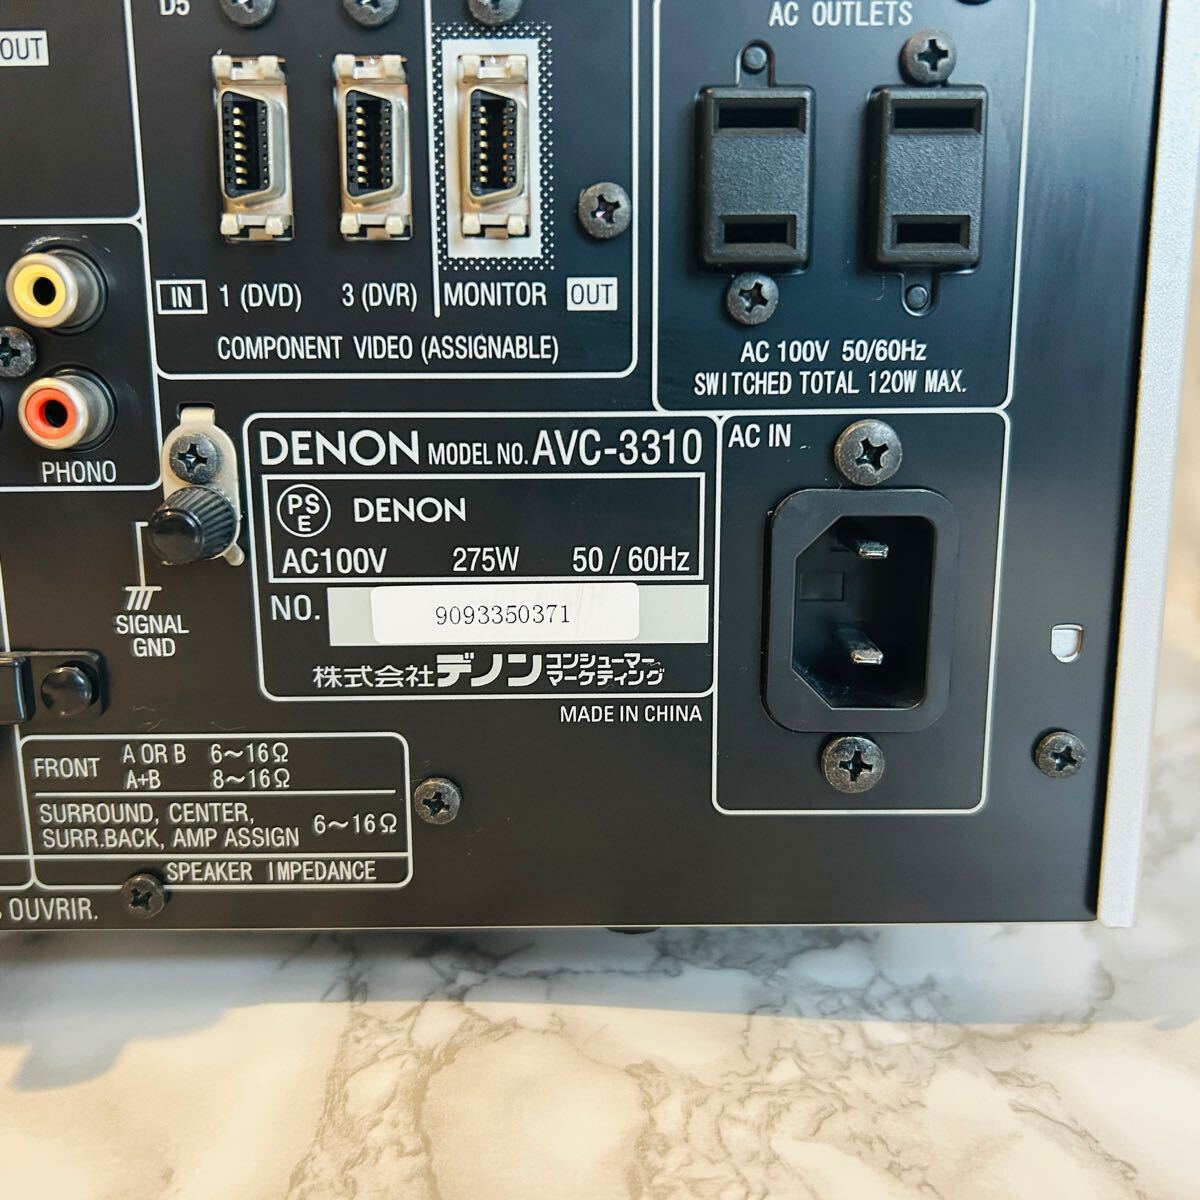 D5
OUT
AC OUTLETS
IN 1 (DVD) 3 (DVR) MONITOR OUT
COMPONENT VIDEO (ASSIGNABLE)
AC 100V 50/60Hz
SWITCHED TOTAL 120W MAX.
PHONO
SIGNAL
GND
DENON MODEL NO. AVC-3310
PSE DENON
AC100V 275W 50 / 60Hz
NO. 9093350371
株式会社デノン コンシューマー
マーケティング
MADE IN CHINA
AC IN
FRONT A OR B 6~16Ω
A+B 8~16Ω
SURROUND, CENTER,
SURR.BACK, AMP ASSIGN 6~16Ω
SPEAKER IMPEDANCE
OUVRIR.